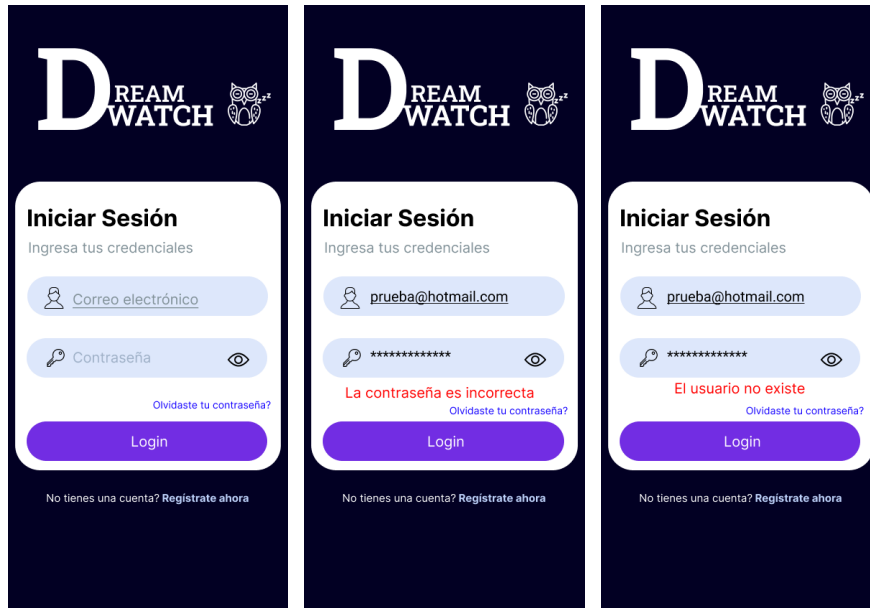 DREAM
WATCH
zzz
Iniciar Sesión
Ingresa tus credenciales
Correo electrónico
Contraseña
Olvidaste tu contraseña?
Login
No tienes una cuenta? Regístrate ahora
DREAM
WATCH
zzz
Iniciar Sesión
Ingresa tus credenciales
prueba@hotmail.com
*************
La contraseña es incorrecta
Olvidaste tu contraseña?
Login
No tienes una cuenta? Regístrate ahora
DREAM
WATCH
zzz
Iniciar Sesión
Ingresa tus credenciales
prueba@hotmail.com
*************
El usuario no existe
Olvidaste tu contraseña?
Login
No tienes una cuenta? Regístrate ahora